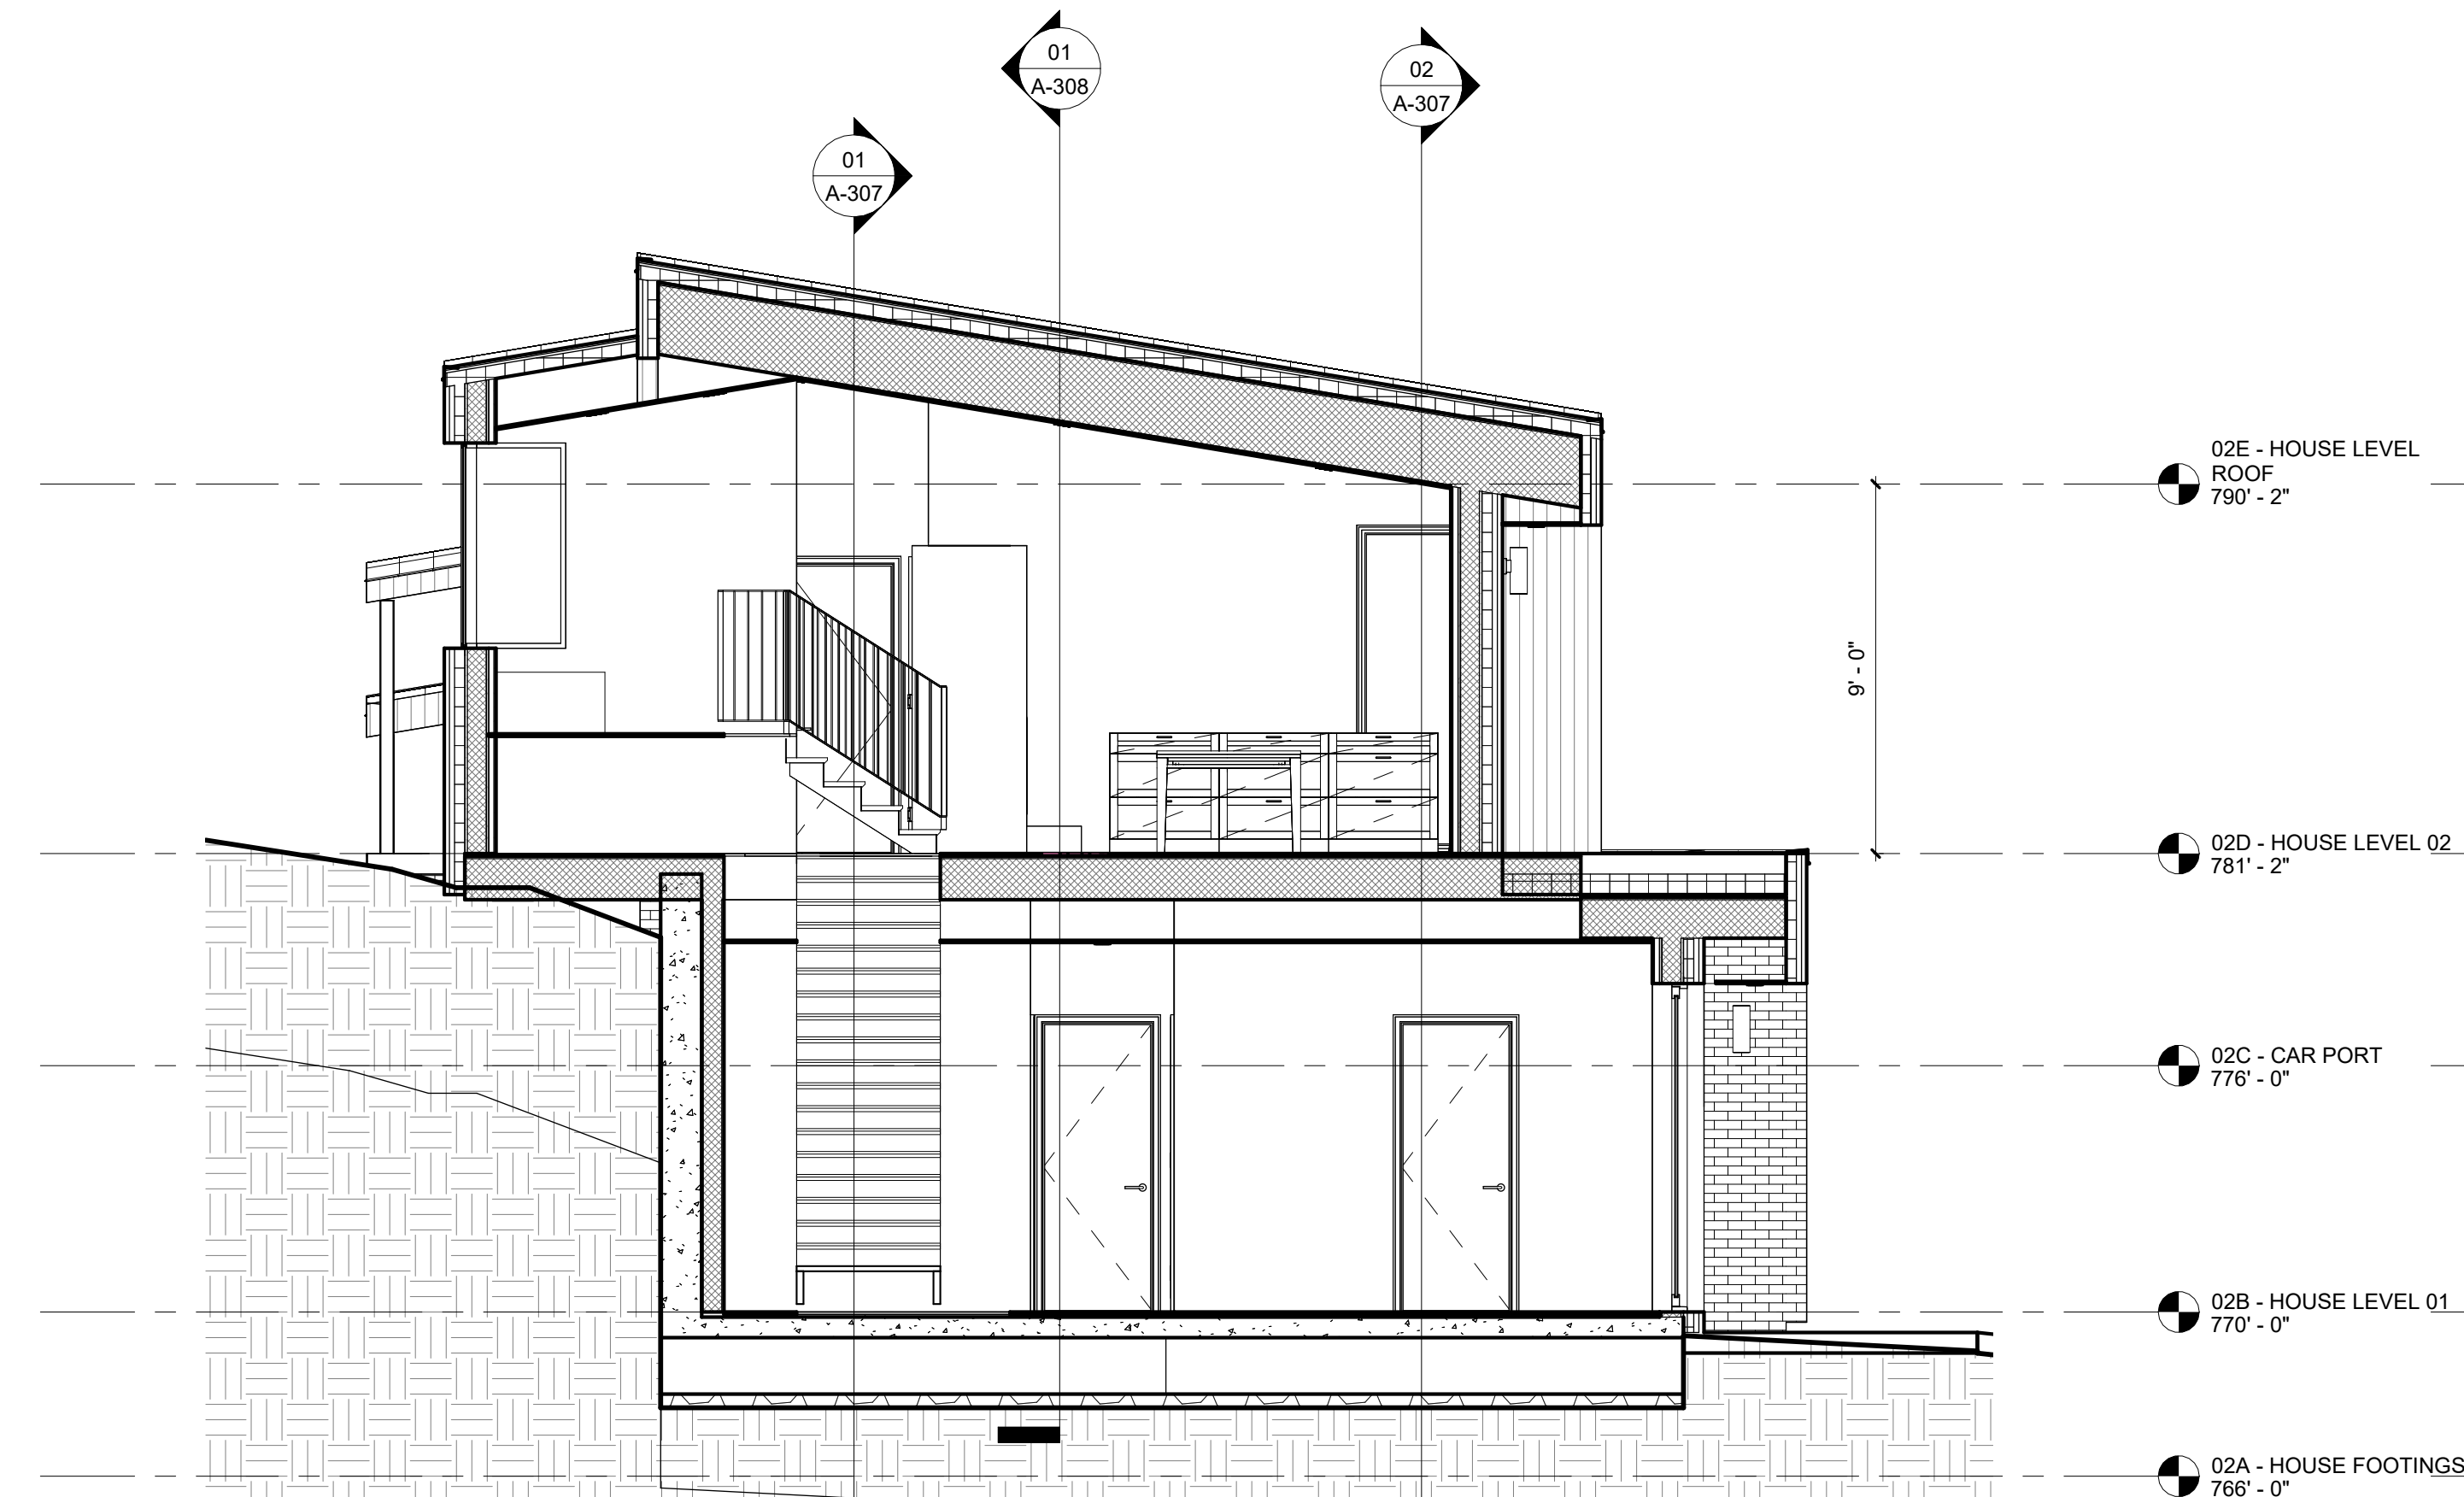 01
A-308
02
A-307
01
A-307
02E - HOUSE LEVEL
ROOF
790' - 2"
9' - 0"
02D - HOUSE LEVEL 02
781' - 2"
02C - CAR PORT
776' - 0"
02B - HOUSE LEVEL 01
770' - 0"
02A - HOUSE FOOTINGS
766' - 0"